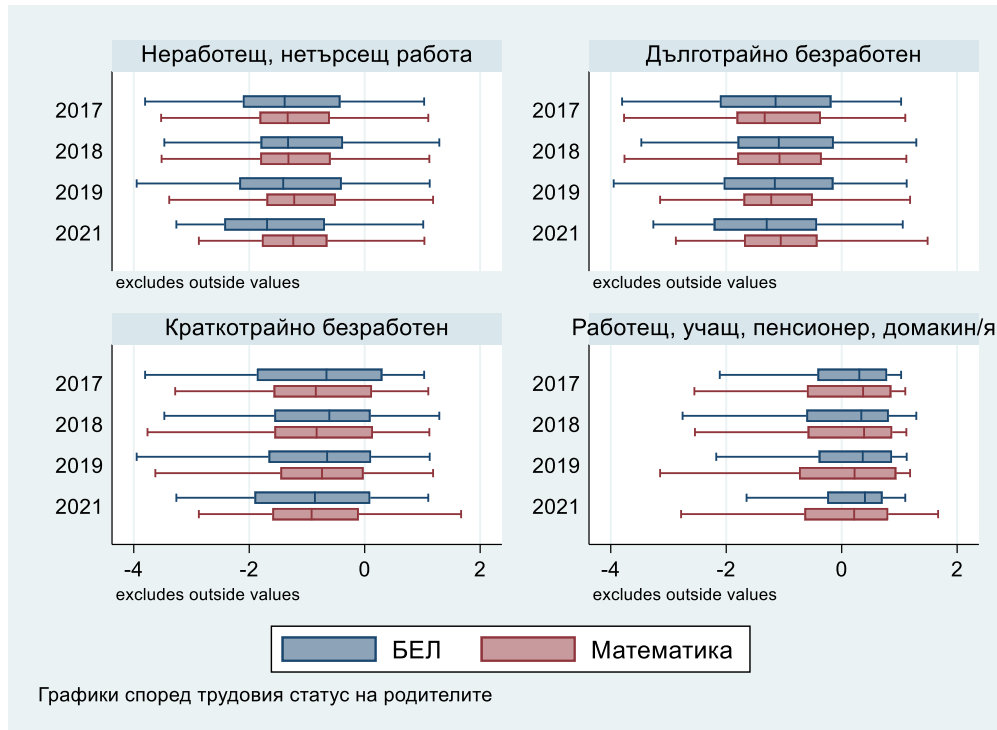 Неработещ, нетърсещ работа
2017
2018
2019
2021
excludes outside values
Дълготрайно безработен
2017
2018
2019
2021
excludes outside values
Краткотрайно безработен
2017
2018
2019
2021
-4 -2 0 2
excludes outside values
Работещ, учащ, пенсионер, домакин/я
2017
2018
2019
2021
-4 -2 0 2
excludes outside values
БЕЛ Математика
Графики според трудовия статус на родителите